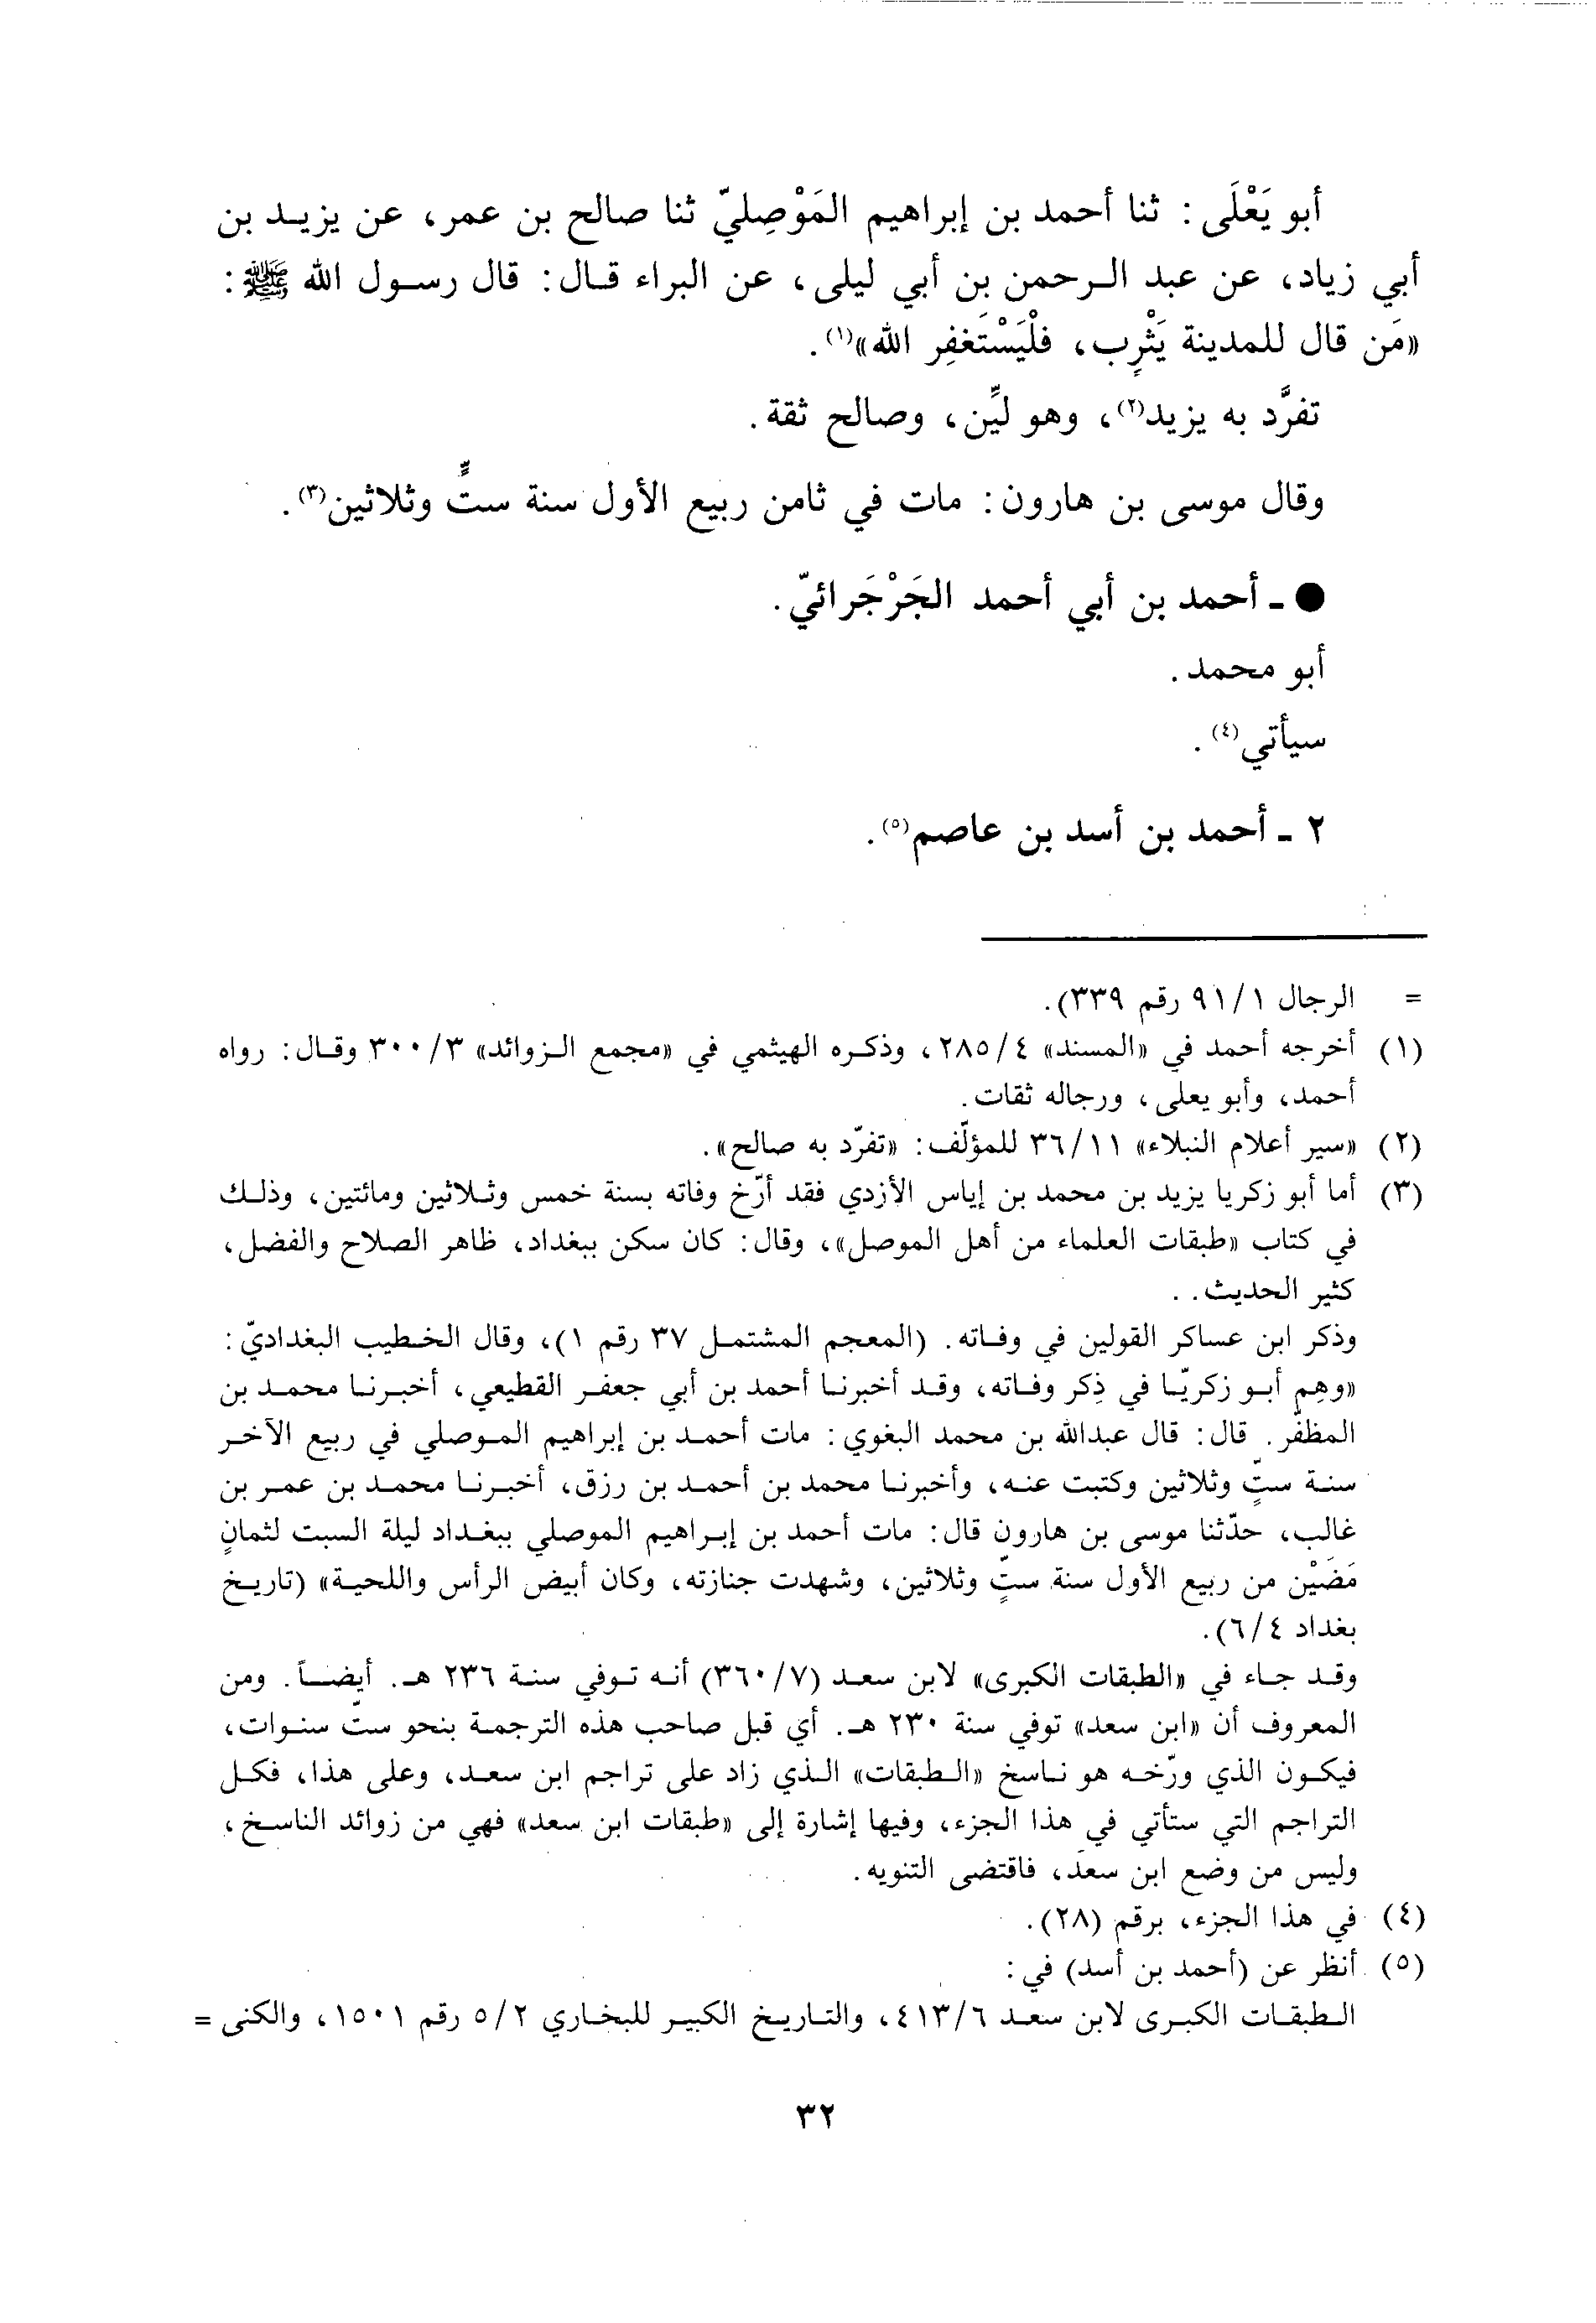 أبو يَعْلَى: ثنا أحمد بن إبراهيم المَوْصِليّ ثنا صالح بن عمر، عن يزيد بن
أبي زياد، عن عبد الرحمن بن أبي ليلى، عن البراء قال: قال رسول الله ﷺ:
«مَن قال للمدينة يَثْرِب، فلْيَسْتَغفِر الله»(١).
تفرَّد به يزيد(٢)، وهو ليِّن، وصالح ثقة.
وقال موسى بن هارون: مات في ثامن ربيع الأول سنة ستٍّ وثلاثين(٣).
● - أحمد بن أبي أحمد الجَرْجَرائيّ.
أبو محمد.
سيأتي(٤).
٢ - أحمد بن أسد بن عاصم(٥).
= الرجال ٩١/١ رقم ٣٣٩).
(١) أخرجه أحمد في «المسند» ٢٨٥/٤، وذكره الهيثمي في «مجمع الزوائد» ٣٠٠/٣ وقال: رواه
أحمد، وأبو يعلى، ورجاله ثقات.
(٢) «سير أعلام النبلاء» ٣٦/١١ للمؤلّف: «تفرّد به صالح».
(٣) أما أبو زكريا يزيد بن محمد بن إياس الأزدي فقد أرّخ وفاته بسنة خمس وثلاثين ومائتين، وذلك
في كتاب «طبقات العلماء من أهل الموصل»، وقال: كان سكن ببغداد، ظاهر الصلاح والفضل،
كثير الحديث. .
وذكر ابن عساكر القولين في وفاته. (المعجم المشتمل ٣٧ رقم ١)، وقال الخطيب البغداديّ:
«وهِم أبو زكريّا في ذِكر وفاته، وقد أخبرنا أحمد بن أبي جعفر القطيعي، أخبرنا محمد بن
المظفّر. قال: قال عبدالله بن محمد البغوي: مات أحمد بن إبراهيم الموصلي في ربيع الآخر
سنة ستٍّ وثلاثين وكتبت عنه، وأخبرنا محمد بن أحمد بن رزق، أخبرنا محمد بن عمر بن
غالب، حدّثنا موسى بن هارون قال: مات أحمد بن إبراهيم الموصلي ببغداد ليلة السبت لثمانٍ
مَضَيْن من ربيع الأول سنة ستٍّ وثلاثين، وشهدت جنازته، وكان أبيض الرأس واللحية» (تاريخ
بغداد ٦/٤).
وقد جاء في «الطبقات الكبرى» لابن سعد (٣٦٠/٧) أنه توفي سنة ٢٣٦ هـ. أيضاً. ومن
المعروف أن «ابن سعد» توفي سنة ٢٣٠ هـ. أي قبل صاحب هذه الترجمة بنحو ستّ سنوات،
فيكون الذي ورّخه هو ناسخ «الطبقات» الذي زاد على تراجم ابن سعد، وعلى هذا، فكل
التراجم التي ستأتي في هذا الجزء، وفيها إشارة إلى «طبقات ابن سعد» فهي من زوائد الناسخ،
وليس من وضع ابن سعد، فاقتضى التنويه.
(٤) في هذا الجزء، برقم (٢٨).
(٥) أنظر عن (أحمد بن أسد) في:
الطبقات الكبرى لابن سعد ٤١٣/٦، والتاريخ الكبير للبخاري ٥/٢ رقم ١٥٠١، والكنى =
٣٢